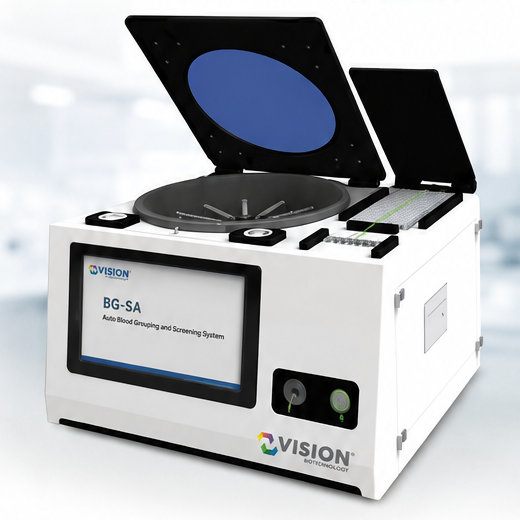 VISION®
BG-SA
Auto Blood Grouping and Screening System
VISION®
BIOTECHNOLOGY